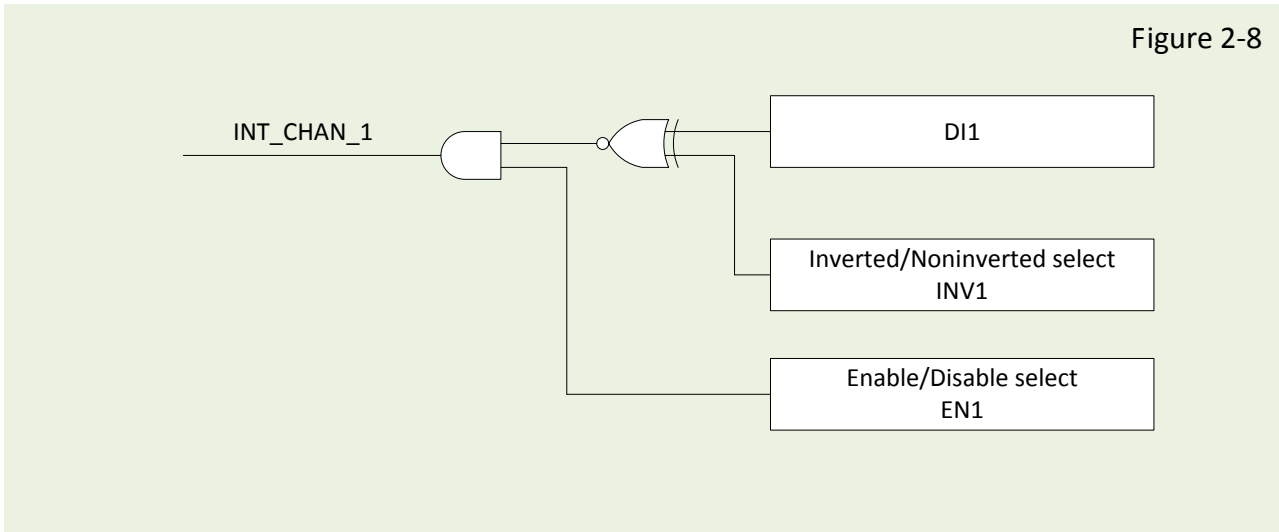 Figure 2-8
INT_CHAN_1
DI1
Inverted/Noninverted select
INV1
Enable/Disable select
EN1